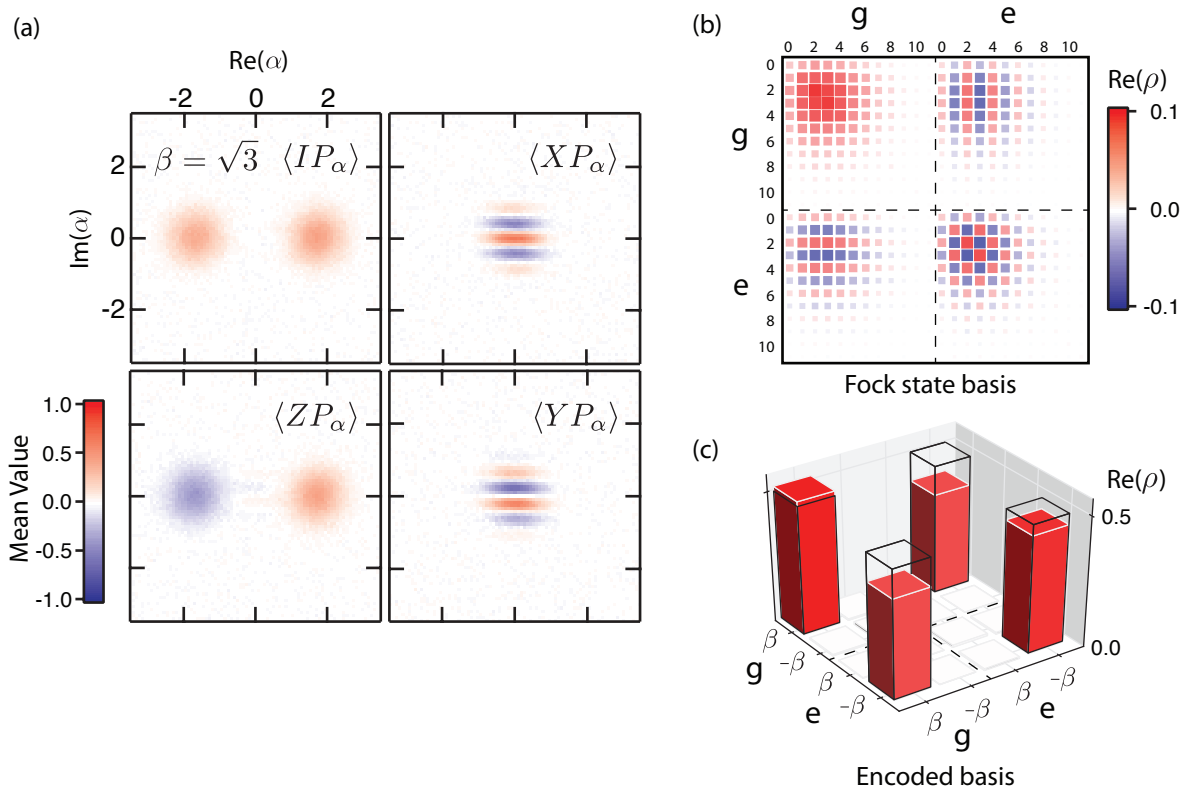 (a)
Re(α)
-2 0 2
β = √3 ⟨IPα⟩
⟨XPα⟩
Im(α)
2
0
-2
⟨ZPα⟩
⟨YPα⟩
Mean Value
1.0
0.5
0.0
-0.5
-1.0
(b)
g e
0 2 4 6 8 10 0 2 4 6 8 10
g
0
2
4
6
8
10
e
0
2
4
6
8
10
Re(ρ)
0.1
0.0
-0.1
Fock state basis
(c)
Re(ρ)
0.5
0.0
β
-β
β
-β
g
e
β
-β
β
-β
g
e
Encoded basis